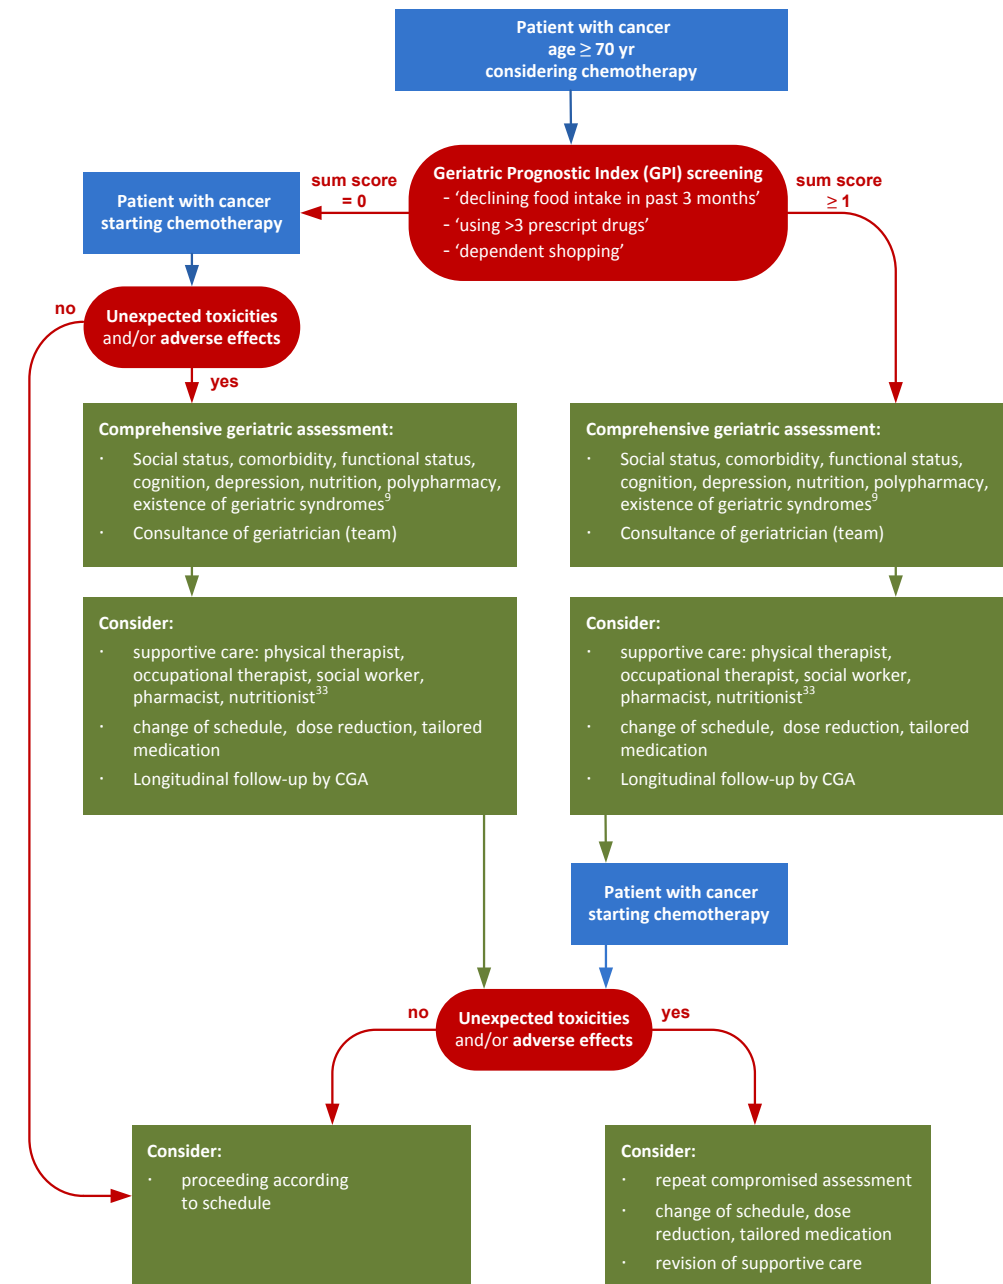 Patient with cancer
age ≥ 70 yr
considering chemotherapy
Geriatric Prognostic Index (GPI) screening
- ‘declining food intake in past 3 months’
- ‘using >3 prescript drugs’
- ‘dependent shopping’
sum score
= 0
sum score
≥ 1
Patient with cancer
starting chemotherapy
no
Unexpected toxicities
and/or adverse effects
yes
Comprehensive geriatric assessment:
· Social status, comorbidity, functional status,
cognition, depression, nutrition, polypharmacy,
existence of geriatric syndromes⁹
· Consultance of geriatrician (team)
Comprehensive geriatric assessment:
· Social status, comorbidity, functional status,
cognition, depression, nutrition, polypharmacy,
existence of geriatric syndromes⁹
· Consultance of geriatrician (team)
Consider:
· supportive care: physical therapist,
occupational therapist, social worker,
pharmacist, nutritionist³³
· change of schedule, dose reduction, tailored
medication
· Longitudinal follow-up by CGA
Consider:
· supportive care: physical therapist,
occupational therapist, social worker,
pharmacist, nutritionist³³
· change of schedule, dose reduction, tailored
medication
· Longitudinal follow-up by CGA
Patient with cancer
starting chemotherapy
no
Unexpected toxicities
and/or adverse effects
yes
Consider:
· proceeding according
to schedule
Consider:
· repeat compromised assessment
· change of schedule, dose
reduction, tailored medication
· revision of supportive care